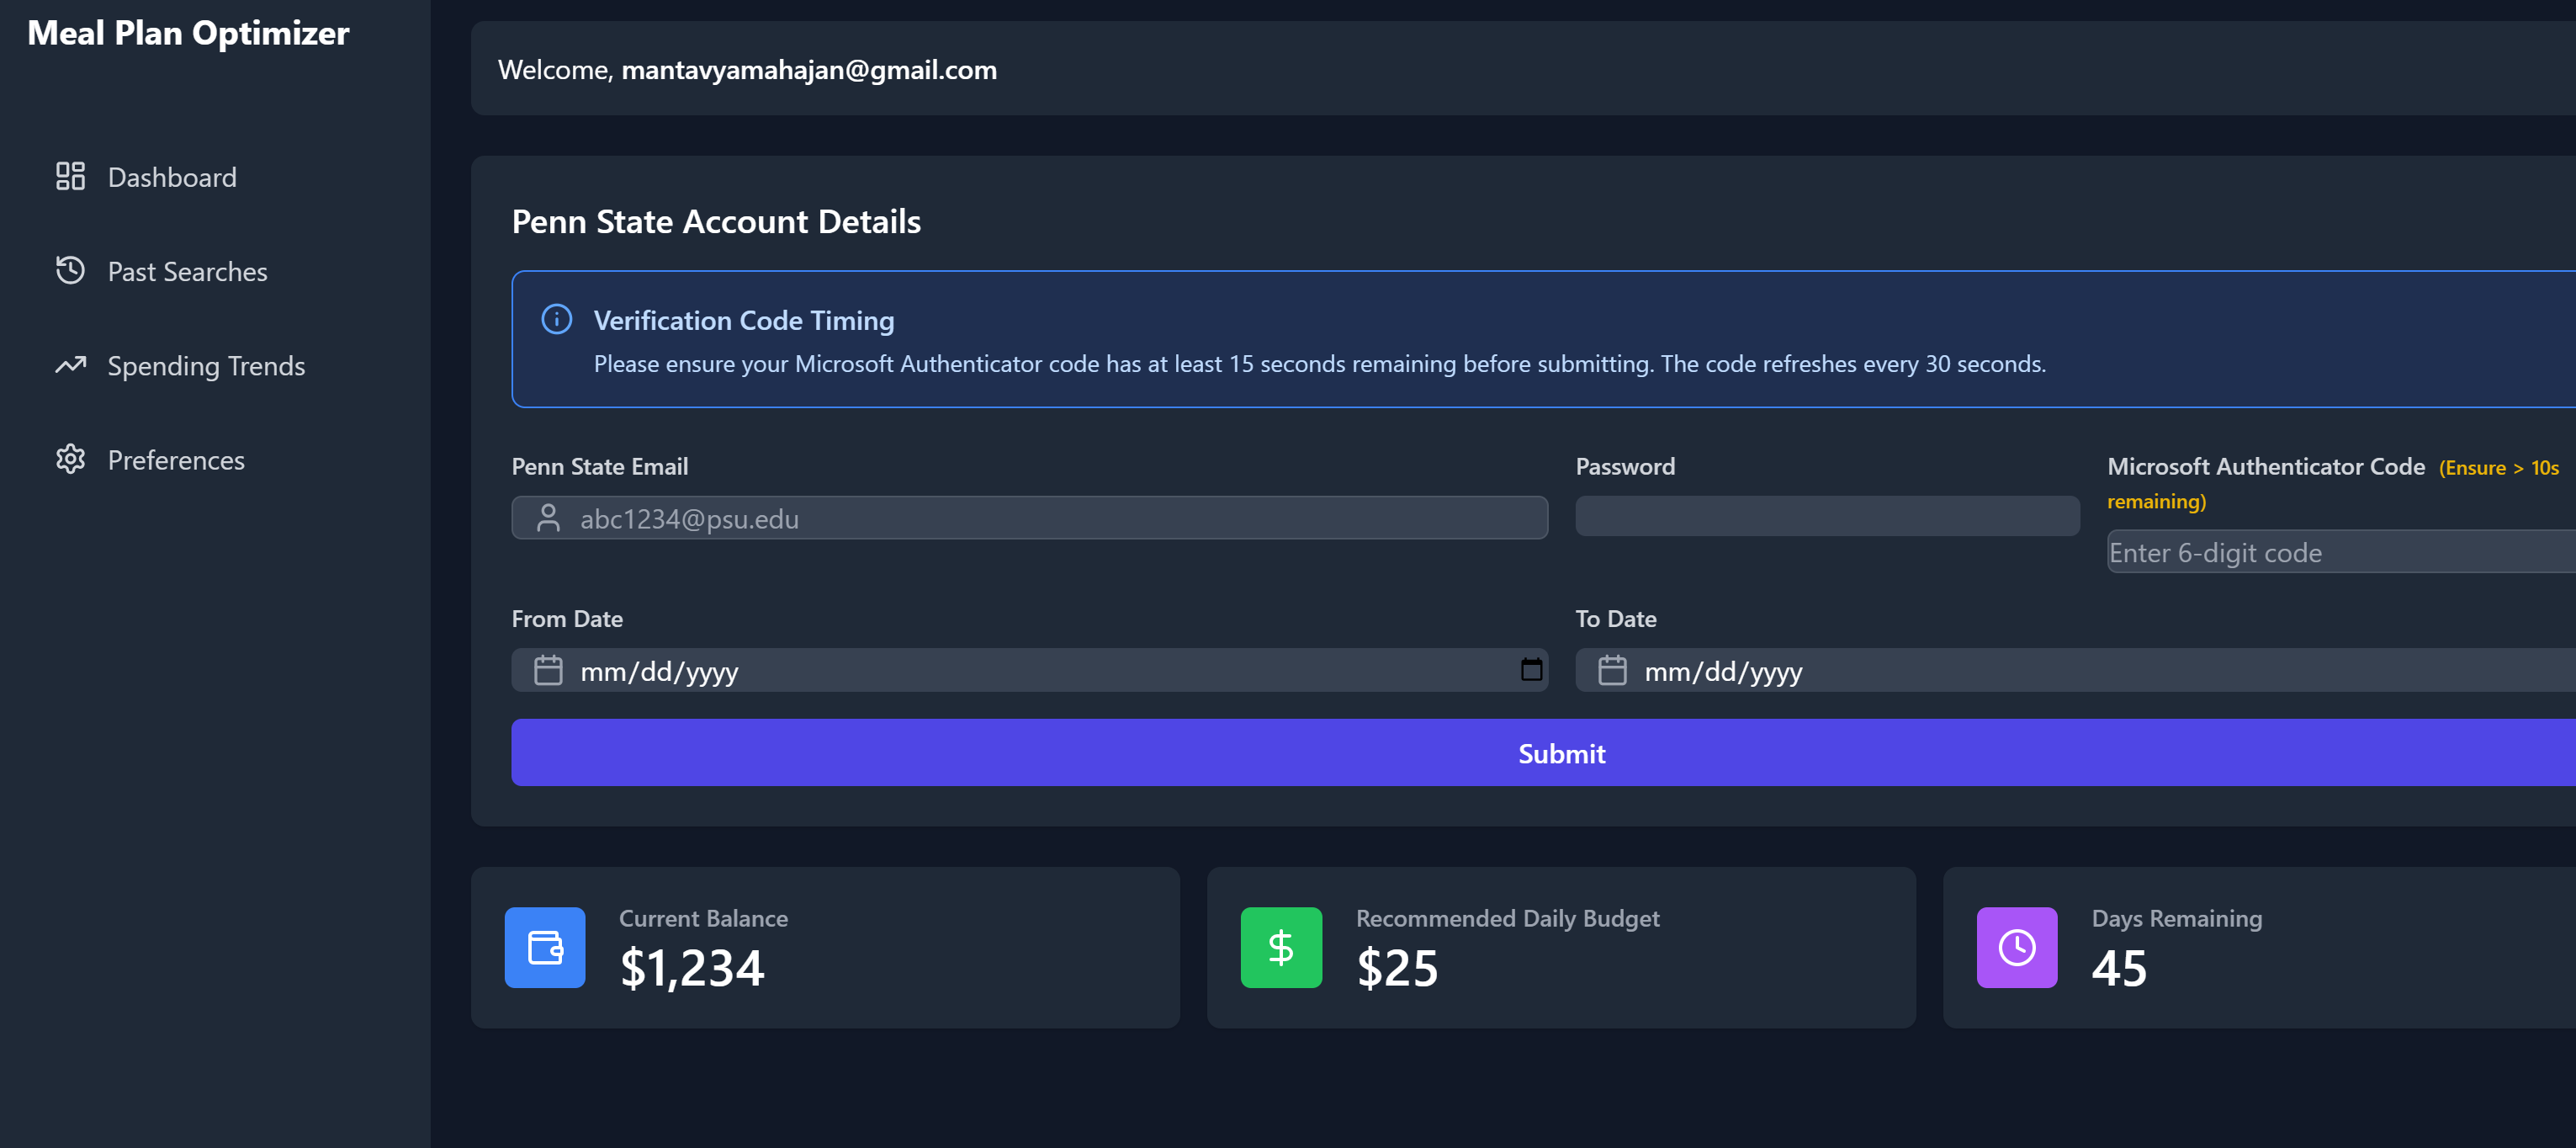 Meal Plan Optimizer
Dashboard
Past Searches
Spending Trends
Preferences
Welcome, mantavyamahajan@gmail.com
Penn State Account Details
Verification Code Timing
Please ensure your Microsoft Authenticator code has at least 15 seconds remaining before submitting. The code refreshes every 30 seconds.
Penn State Email
abc1234@psu.edu
Password
Microsoft Authenticator Code (Ensure > 10s
remaining)
Enter 6-digit code
From Date
mm/dd/yyyy
To Date
mm/dd/yyyy
Submit
Current Balance
$1,234
Recommended Daily Budget
$25
Days Remaining
45